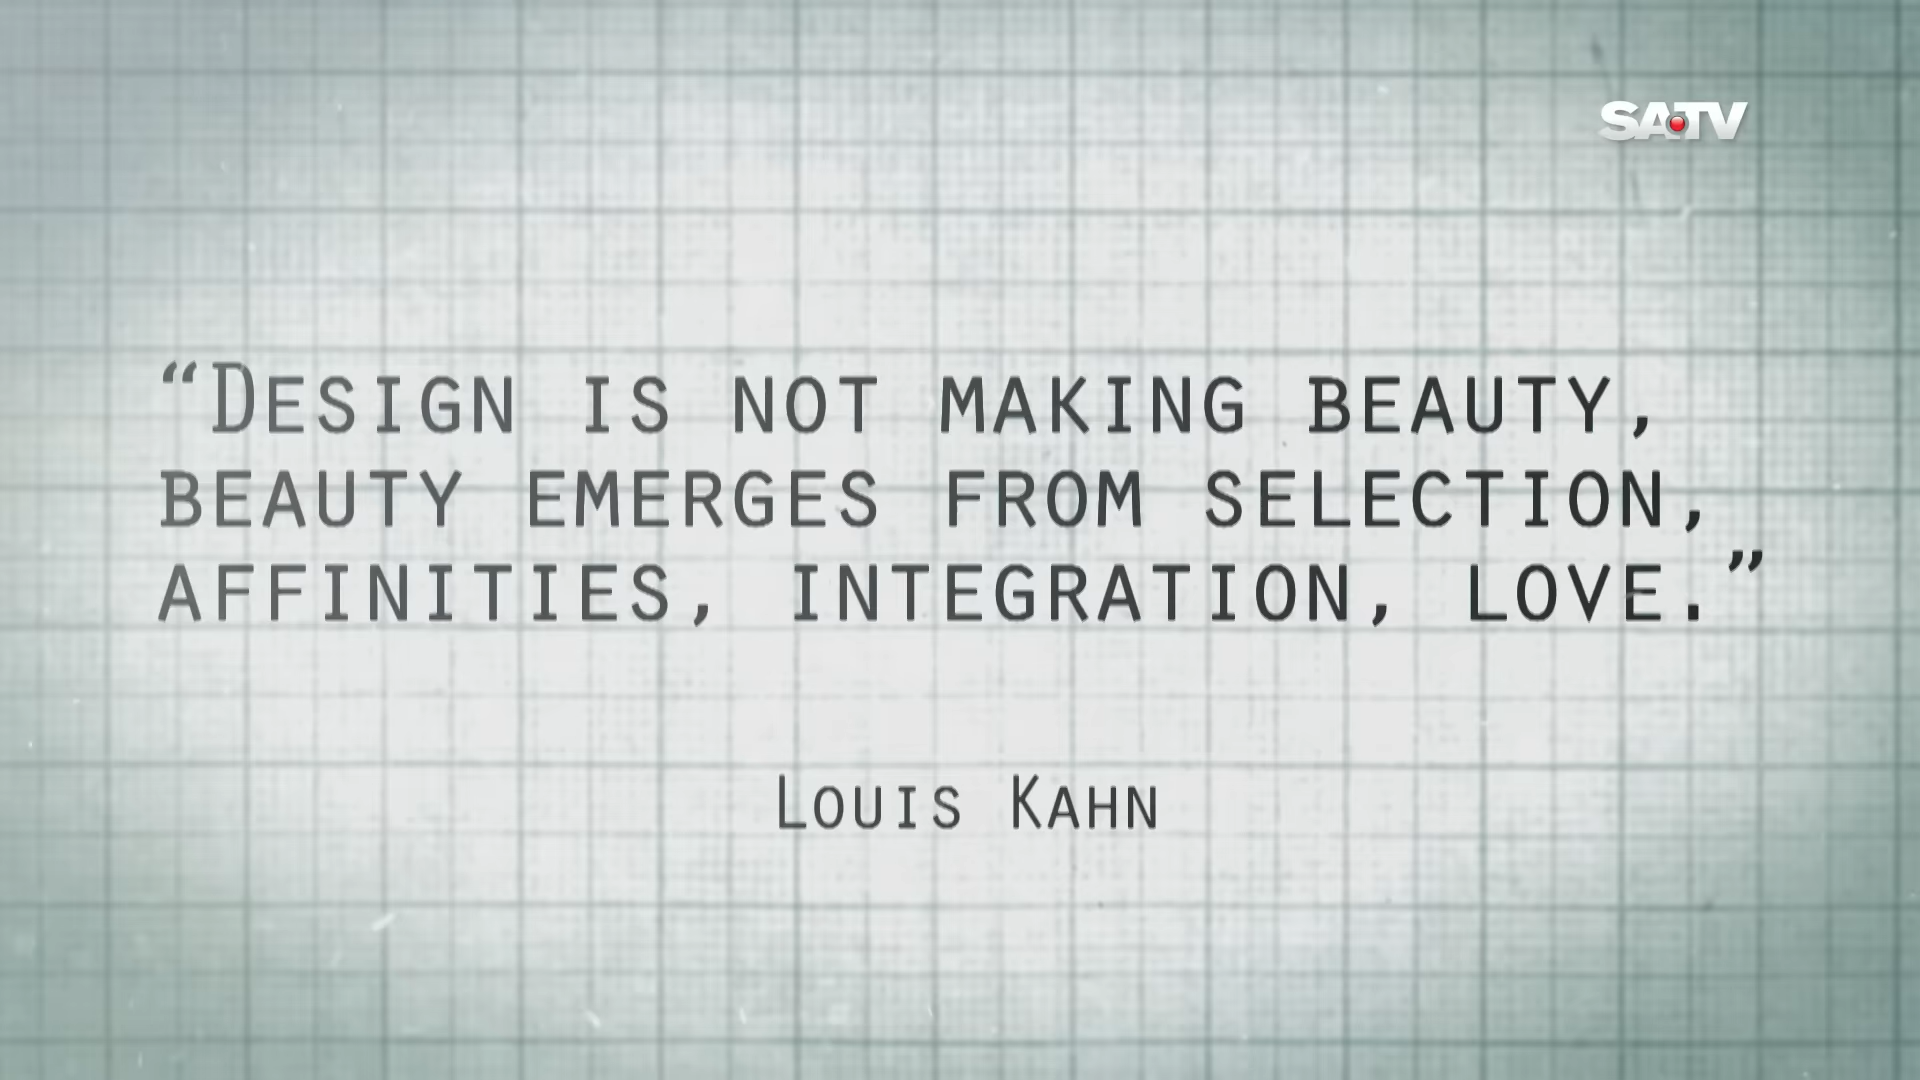 SATV
“Design is not making beauty,
beauty emerges from selection,
affinities, integration, love.”
Louis Kahn